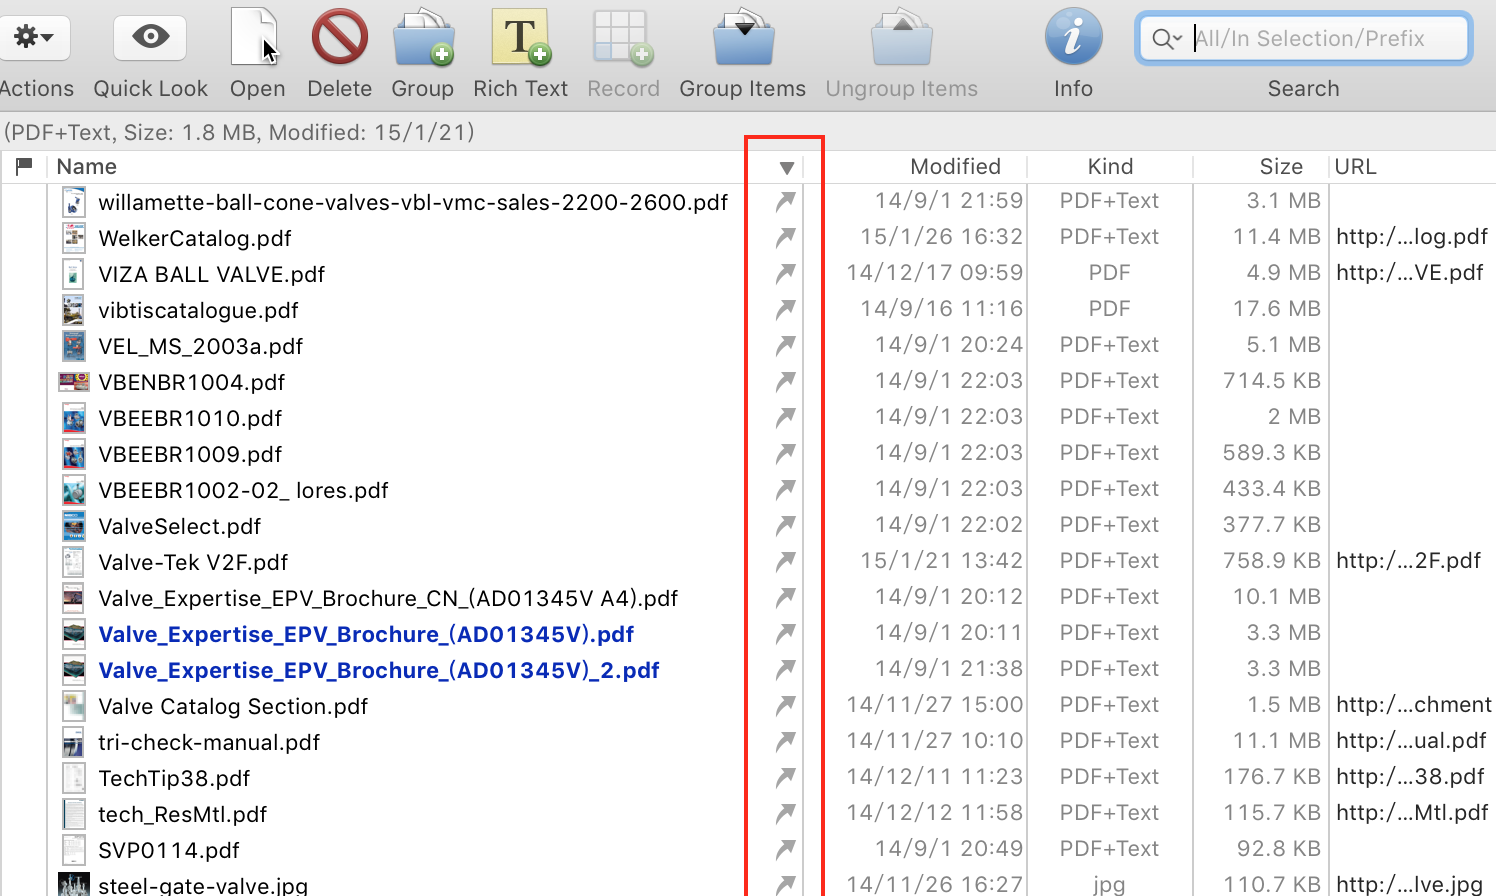 Actions Quick Look Open Delete Group Rich Text Record Group Items Ungroup Items Info Search
T
All/In Selection/Prefix
(PDF+Text, Size: 1.8 MB, Modified: 15/1/21)
Name Modified Kind Size URL
willamette-ball-cone-valves-vbl-vmc-sales-2200-2600.pdf 14/9/1 21:59 PDF+Text 3.1 MB
WelkerCatalog.pdf 15/1/26 16:32 PDF+Text 11.4 MB http:/...log.pdf
VIZA BALL VALVE.pdf 14/12/17 09:59 PDF 4.9 MB http:/...VE.pdf
vibtiscatalogue.pdf 14/9/16 11:16 PDF 17.6 MB
VEL_MS_2003a.pdf 14/9/1 20:24 PDF+Text 5.1 MB
VBENBR1004.pdf 14/9/1 22:03 PDF+Text 714.5 KB
VBEEBR1010.pdf 14/9/1 22:03 PDF+Text 2 MB
VBEEBR1009.pdf 14/9/1 22:03 PDF+Text 589.3 KB
VBEEBR1002-02_ lores.pdf 14/9/1 22:03 PDF+Text 433.4 KB
ValveSelect.pdf 14/9/1 22:02 PDF+Text 377.7 KB
Valve-Tek V2F.pdf 15/1/21 13:42 PDF+Text 758.9 KB http:/...2F.pdf
Valve_Expertise_EPV_Brochure_CN_(AD01345V A4).pdf 14/9/1 20:12 PDF+Text 10.1 MB
Valve_Expertise_EPV_Brochure_(AD01345V).pdf 14/9/1 20:11 PDF+Text 3.3 MB
Valve_Expertise_EPV_Brochure_(AD01345V)_2.pdf 14/9/1 21:38 PDF+Text 3.3 MB
Valve Catalog Section.pdf 14/11/27 15:00 PDF+Text 1.5 MB http:/...chment
tri-check-manual.pdf 14/11/27 10:10 PDF+Text 11.1 MB http:/...ual.pdf
TechTip38.pdf 14/12/11 11:23 PDF+Text 176.7 KB http:/...38.pdf
tech_ResMtl.pdf 14/12/12 11:58 PDF+Text 115.7 KB http:/...Mtl.pdf
SVP0114.pdf 14/9/1 20:49 PDF+Text 92.8 KB
steel-gate-valve.jpg 14/11/26 16:27 jpg 110.7 KB http:/...lve.jpg